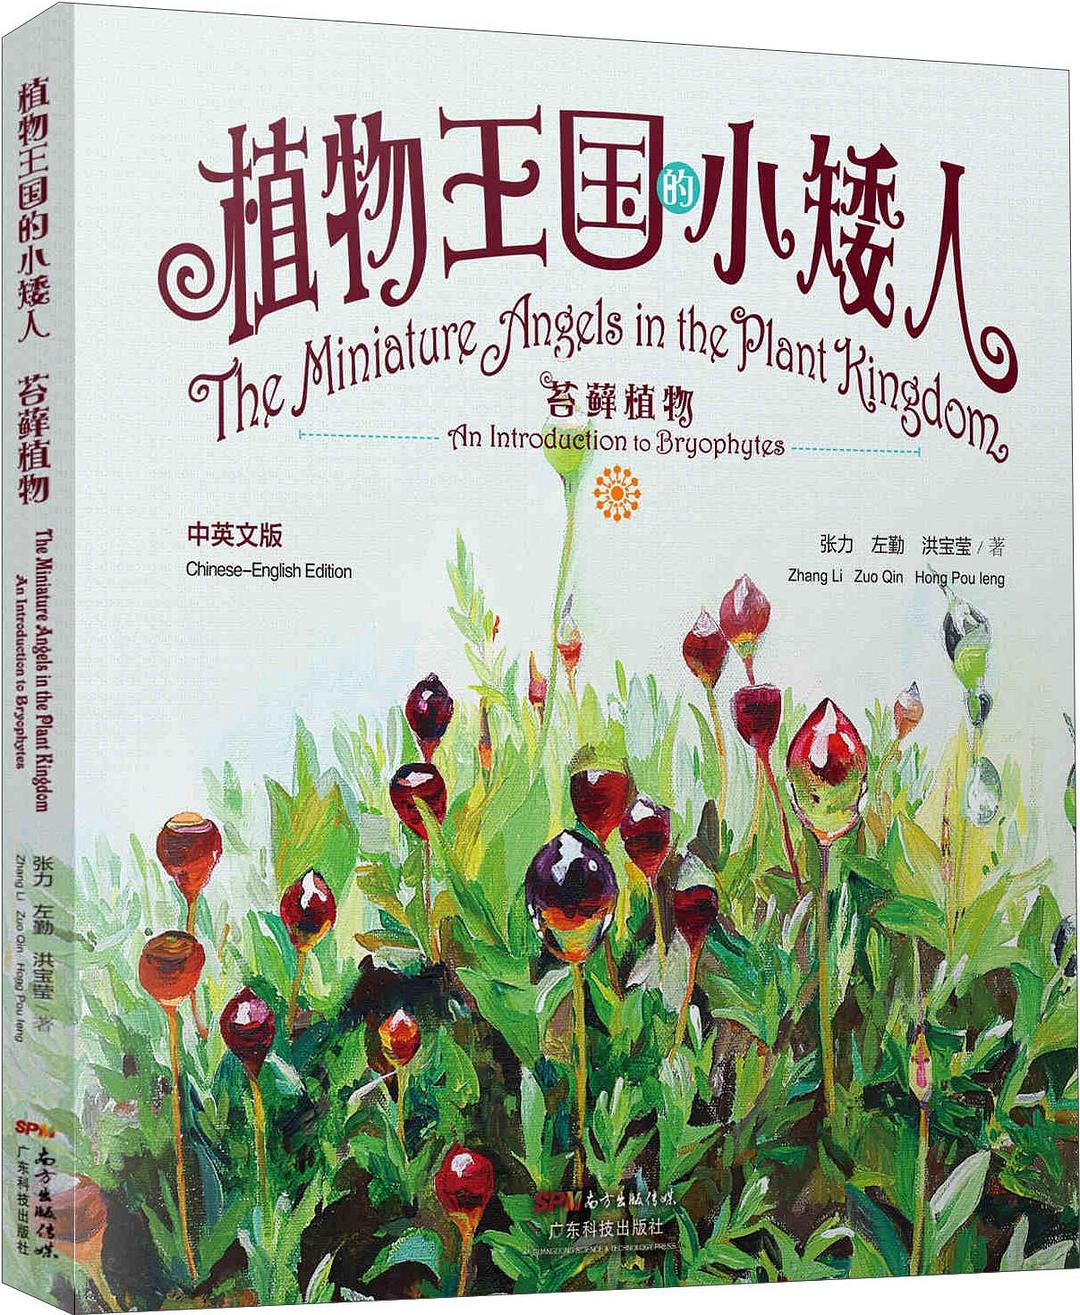 植物王国的小矮人
The Miniature Angels in the Plant Kingdom
苔藓植物
An Introduction to Bryophytes
中英文版
Chinese-English Edition
张力 左勤 洪宝莹 / 著
Zhang Li Zuo Qin Hong Pou Ieng
SPM 南方出版传媒
广东科技出版社
GUANGDONG SCIENCE & TECHNOLOGY PRESS
植物王国的小矮人 苔藓植物
The Miniature Angels in the Plant Kingdom
An Introduction to Bryophytes
张力 左勤 洪宝莹 / 著
Zhang Li Zuo Qin Hong Pou Ieng
SPM 南方出版传媒
广东科技出版社